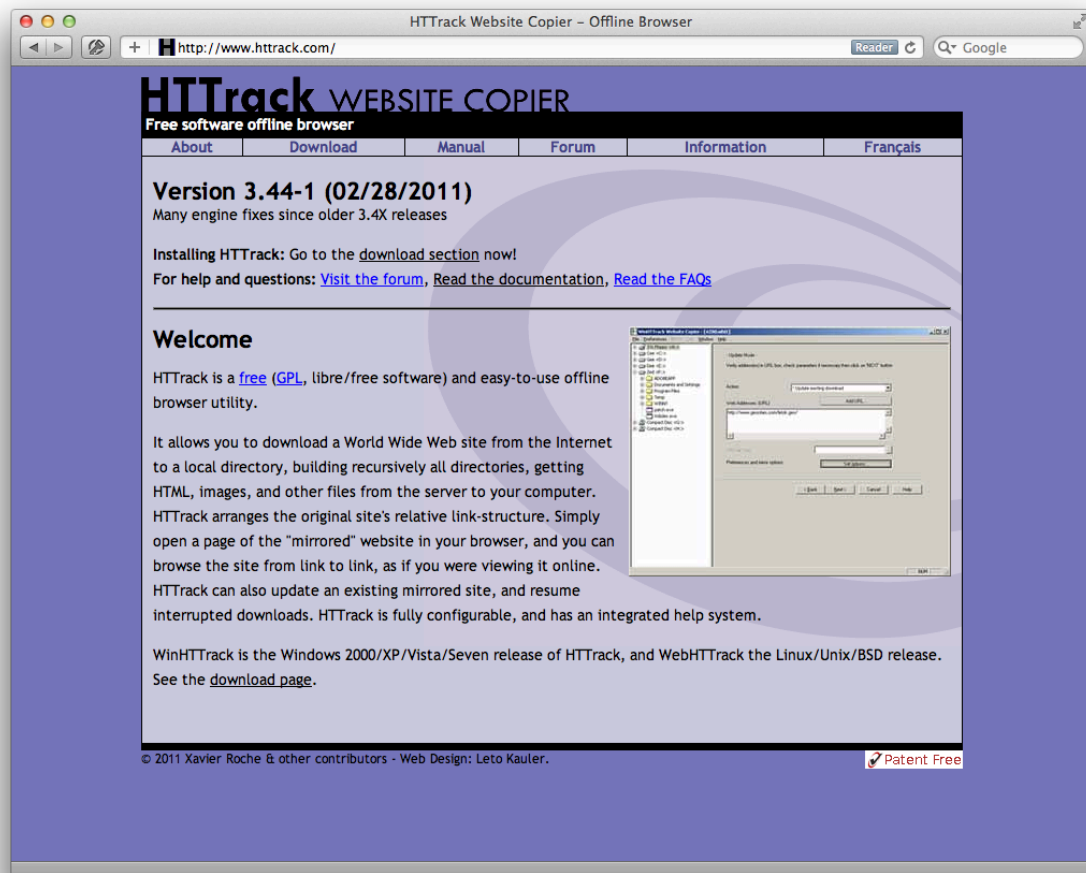 HTTrack Website Copier – Offline Browser
http://www.httrack.com/
Reader
Google
HTTrack WEBSITE COPIER
Free software offline browser
About Download Manual Forum Information Français
Version 3.44-1 (02/28/2011)
Many engine fixes since older 3.4X releases
Installing HTTrack: Go to the download section now!
For help and questions: Visit the forum, Read the documentation, Read the FAQs
Welcome
HTTrack is a free (GPL, libre/free software) and easy-to-use offline
browser utility.
It allows you to download a World Wide Web site from the Internet
to a local directory, building recursively all directories, getting
HTML, images, and other files from the server to your computer.
HTTrack arranges the original site's relative link-structure. Simply
open a page of the "mirrored" website in your browser, and you can
browse the site from link to link, as if you were viewing it online.
HTTrack can also update an existing mirrored site, and resume
interrupted downloads. HTTrack is fully configurable, and has an integrated help system.
WinHTTrack is the Windows 2000/XP/Vista/Seven release of HTTrack, and WebHTTrack the Linux/Unix/BSD release.
See the download page.
© 2011 Xavier Roche & other contributors - Web Design: Leto Kauler.
Patent Free